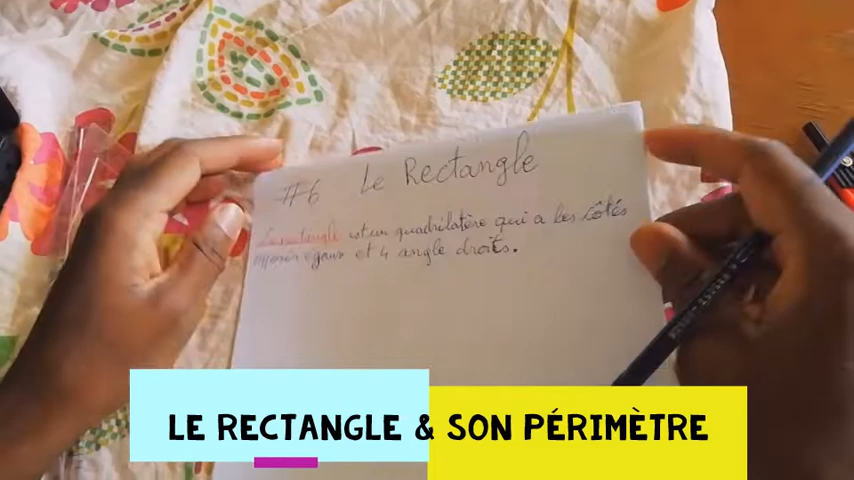 #6 Le Rectangle
Le rectangle est un quadrilatère qui a les côtés
opposés egaux et 4 angle droits.
LE RECTANGLE & SON PÉRIMÈTRE